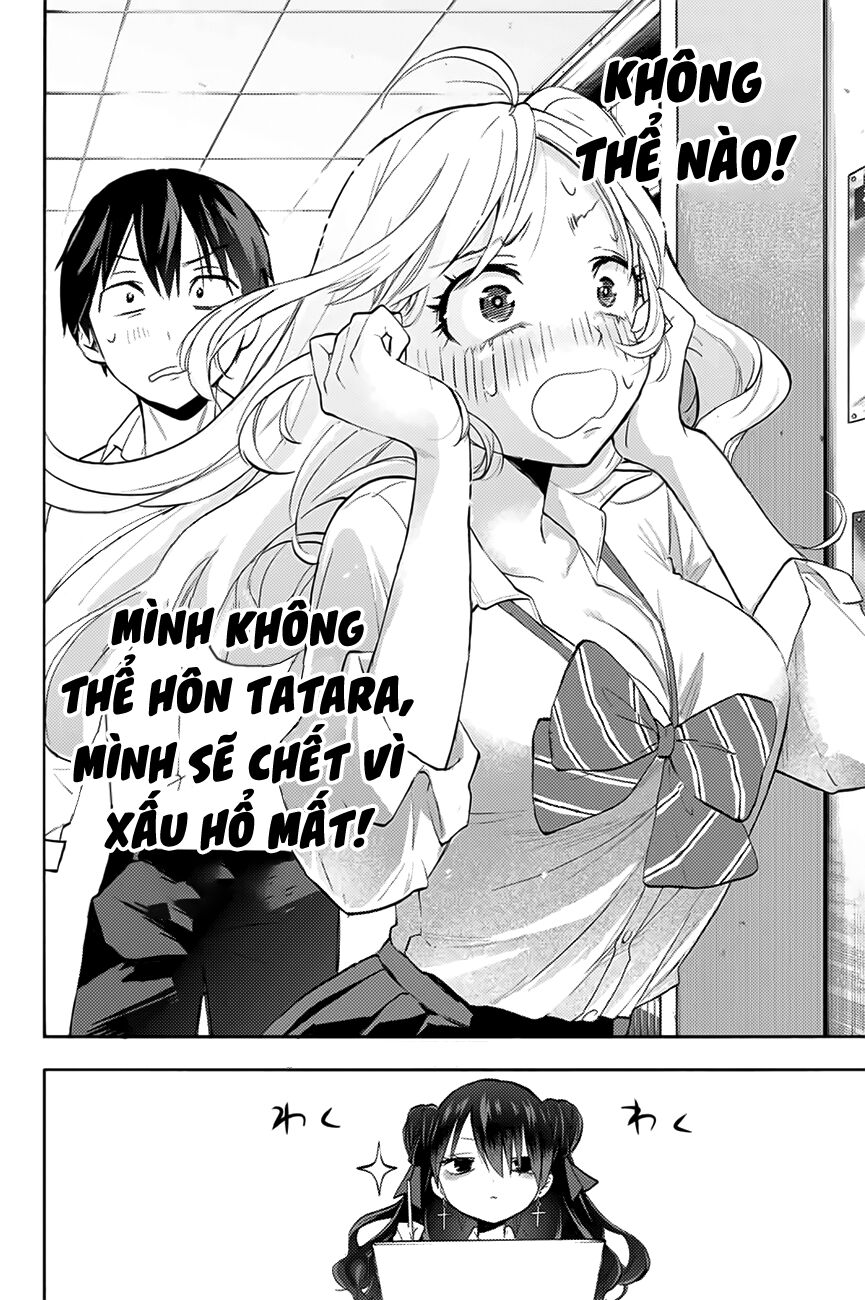 KHÔNG
THỂ NÀO!
MÌNH KHÔNG
THỂ HÔN TATARA,
MÌNH SẼ CHẾT VÌ
XẤU HỔ MẤT!
わく
わく